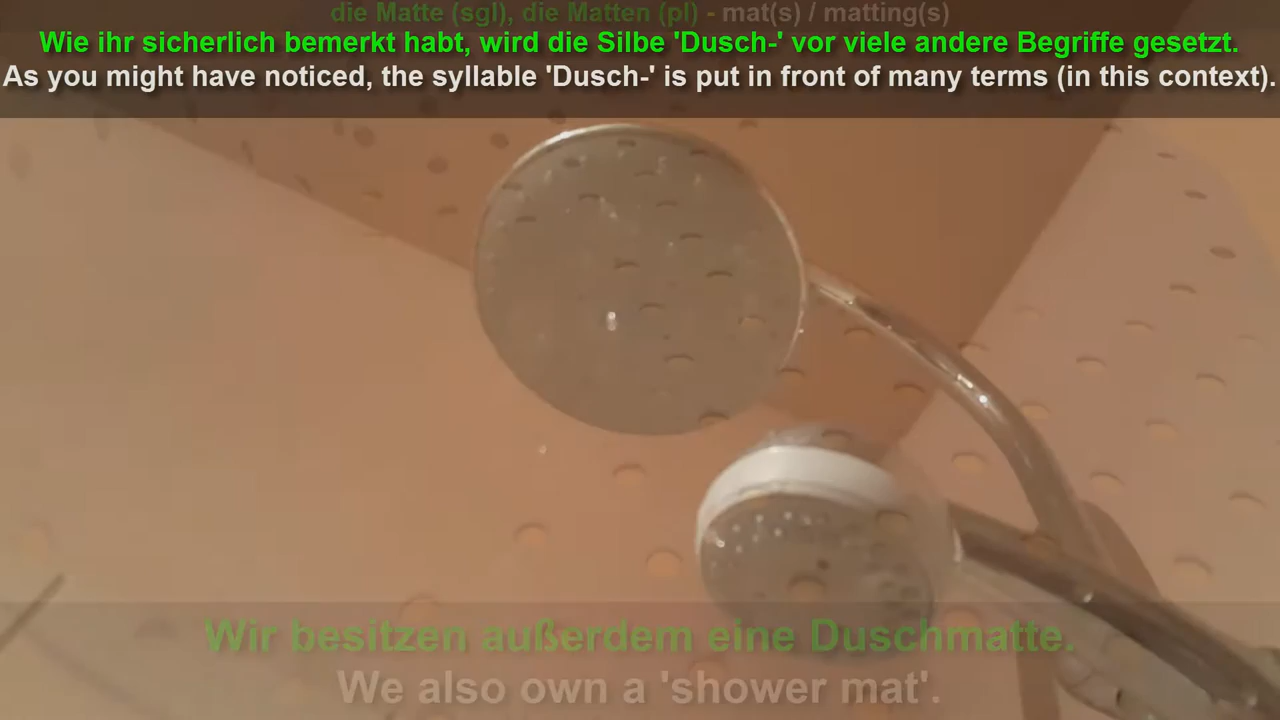 die Matte (sgl), die Matten (pl) - mat(s) / matting(s)
Wie ihr sicherlich bemerkt habt, wird die Silbe 'Dusch-' vor viele andere Begriffe gesetzt.
As you might have noticed, the syllable 'Dusch-' is put in front of many terms (in this context).
Wir besitzen außerdem eine Duschmatte.
We also own a 'shower mat'.